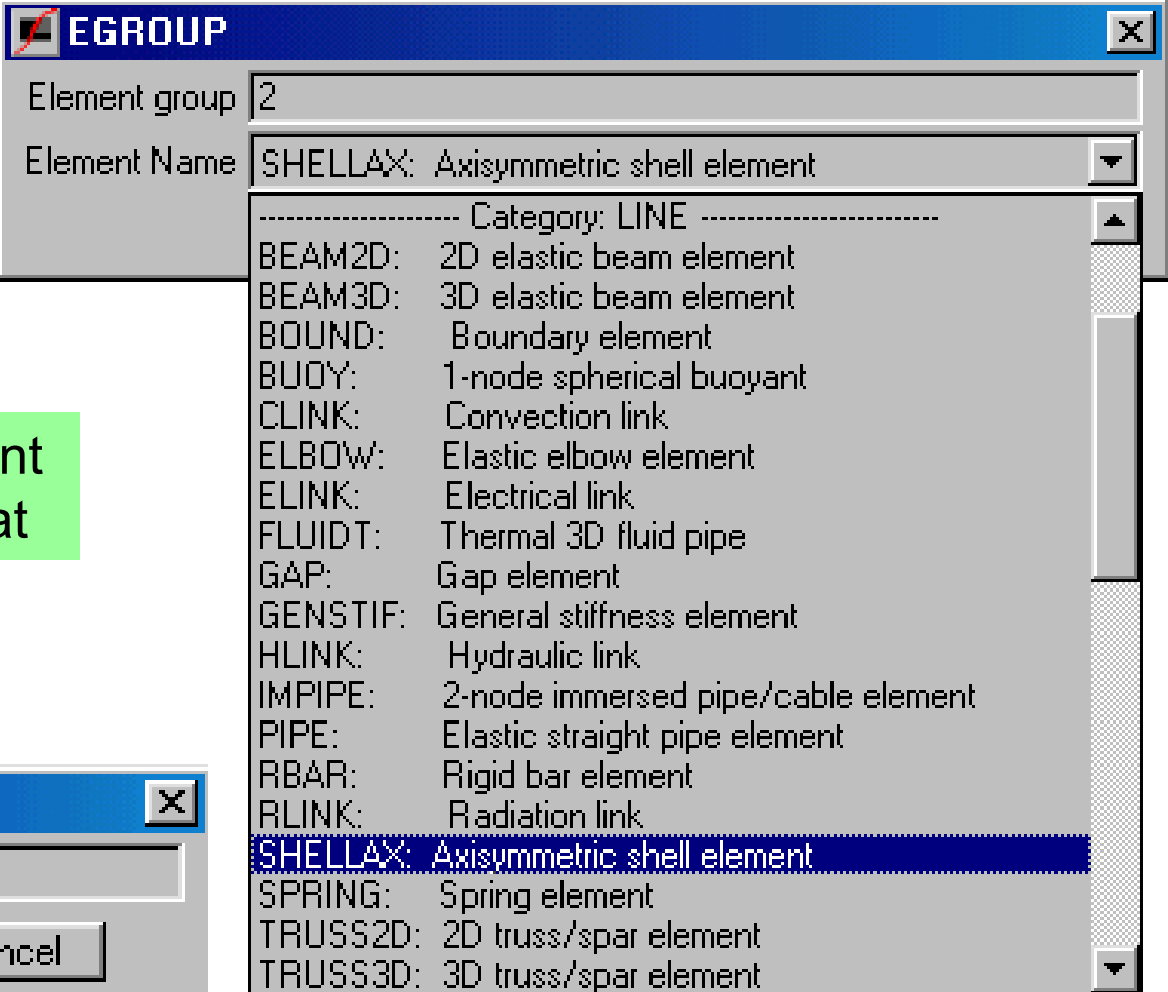 EGROUP
Element group 2
Element Name SHELLAX: Axisymmetric shell element
---------------------- Category: LINE --------------------------
BEAM2D: 2D elastic beam element
BEAM3D: 3D elastic beam element
BOUND: Boundary element
BUOY: 1-node spherical buoyant
CLINK: Convection link
ELBOW: Elastic elbow element
ELINK: Electrical link
FLUIDT: Thermal 3D fluid pipe
GAP: Gap element
GENSTIF: General stiffness element
HLINK: Hydraulic link
IMPIPE: 2-node immersed pipe/cable element
PIPE: Elastic straight pipe element
RBAR: Rigid bar element
RLINK: Radiation link
SHELLAX: Axisymmetric shell element
SPRING: Spring element
TRUSS2D: 2D truss/spar element
TRUSS3D: 3D truss/spar element
nt
at
ncel